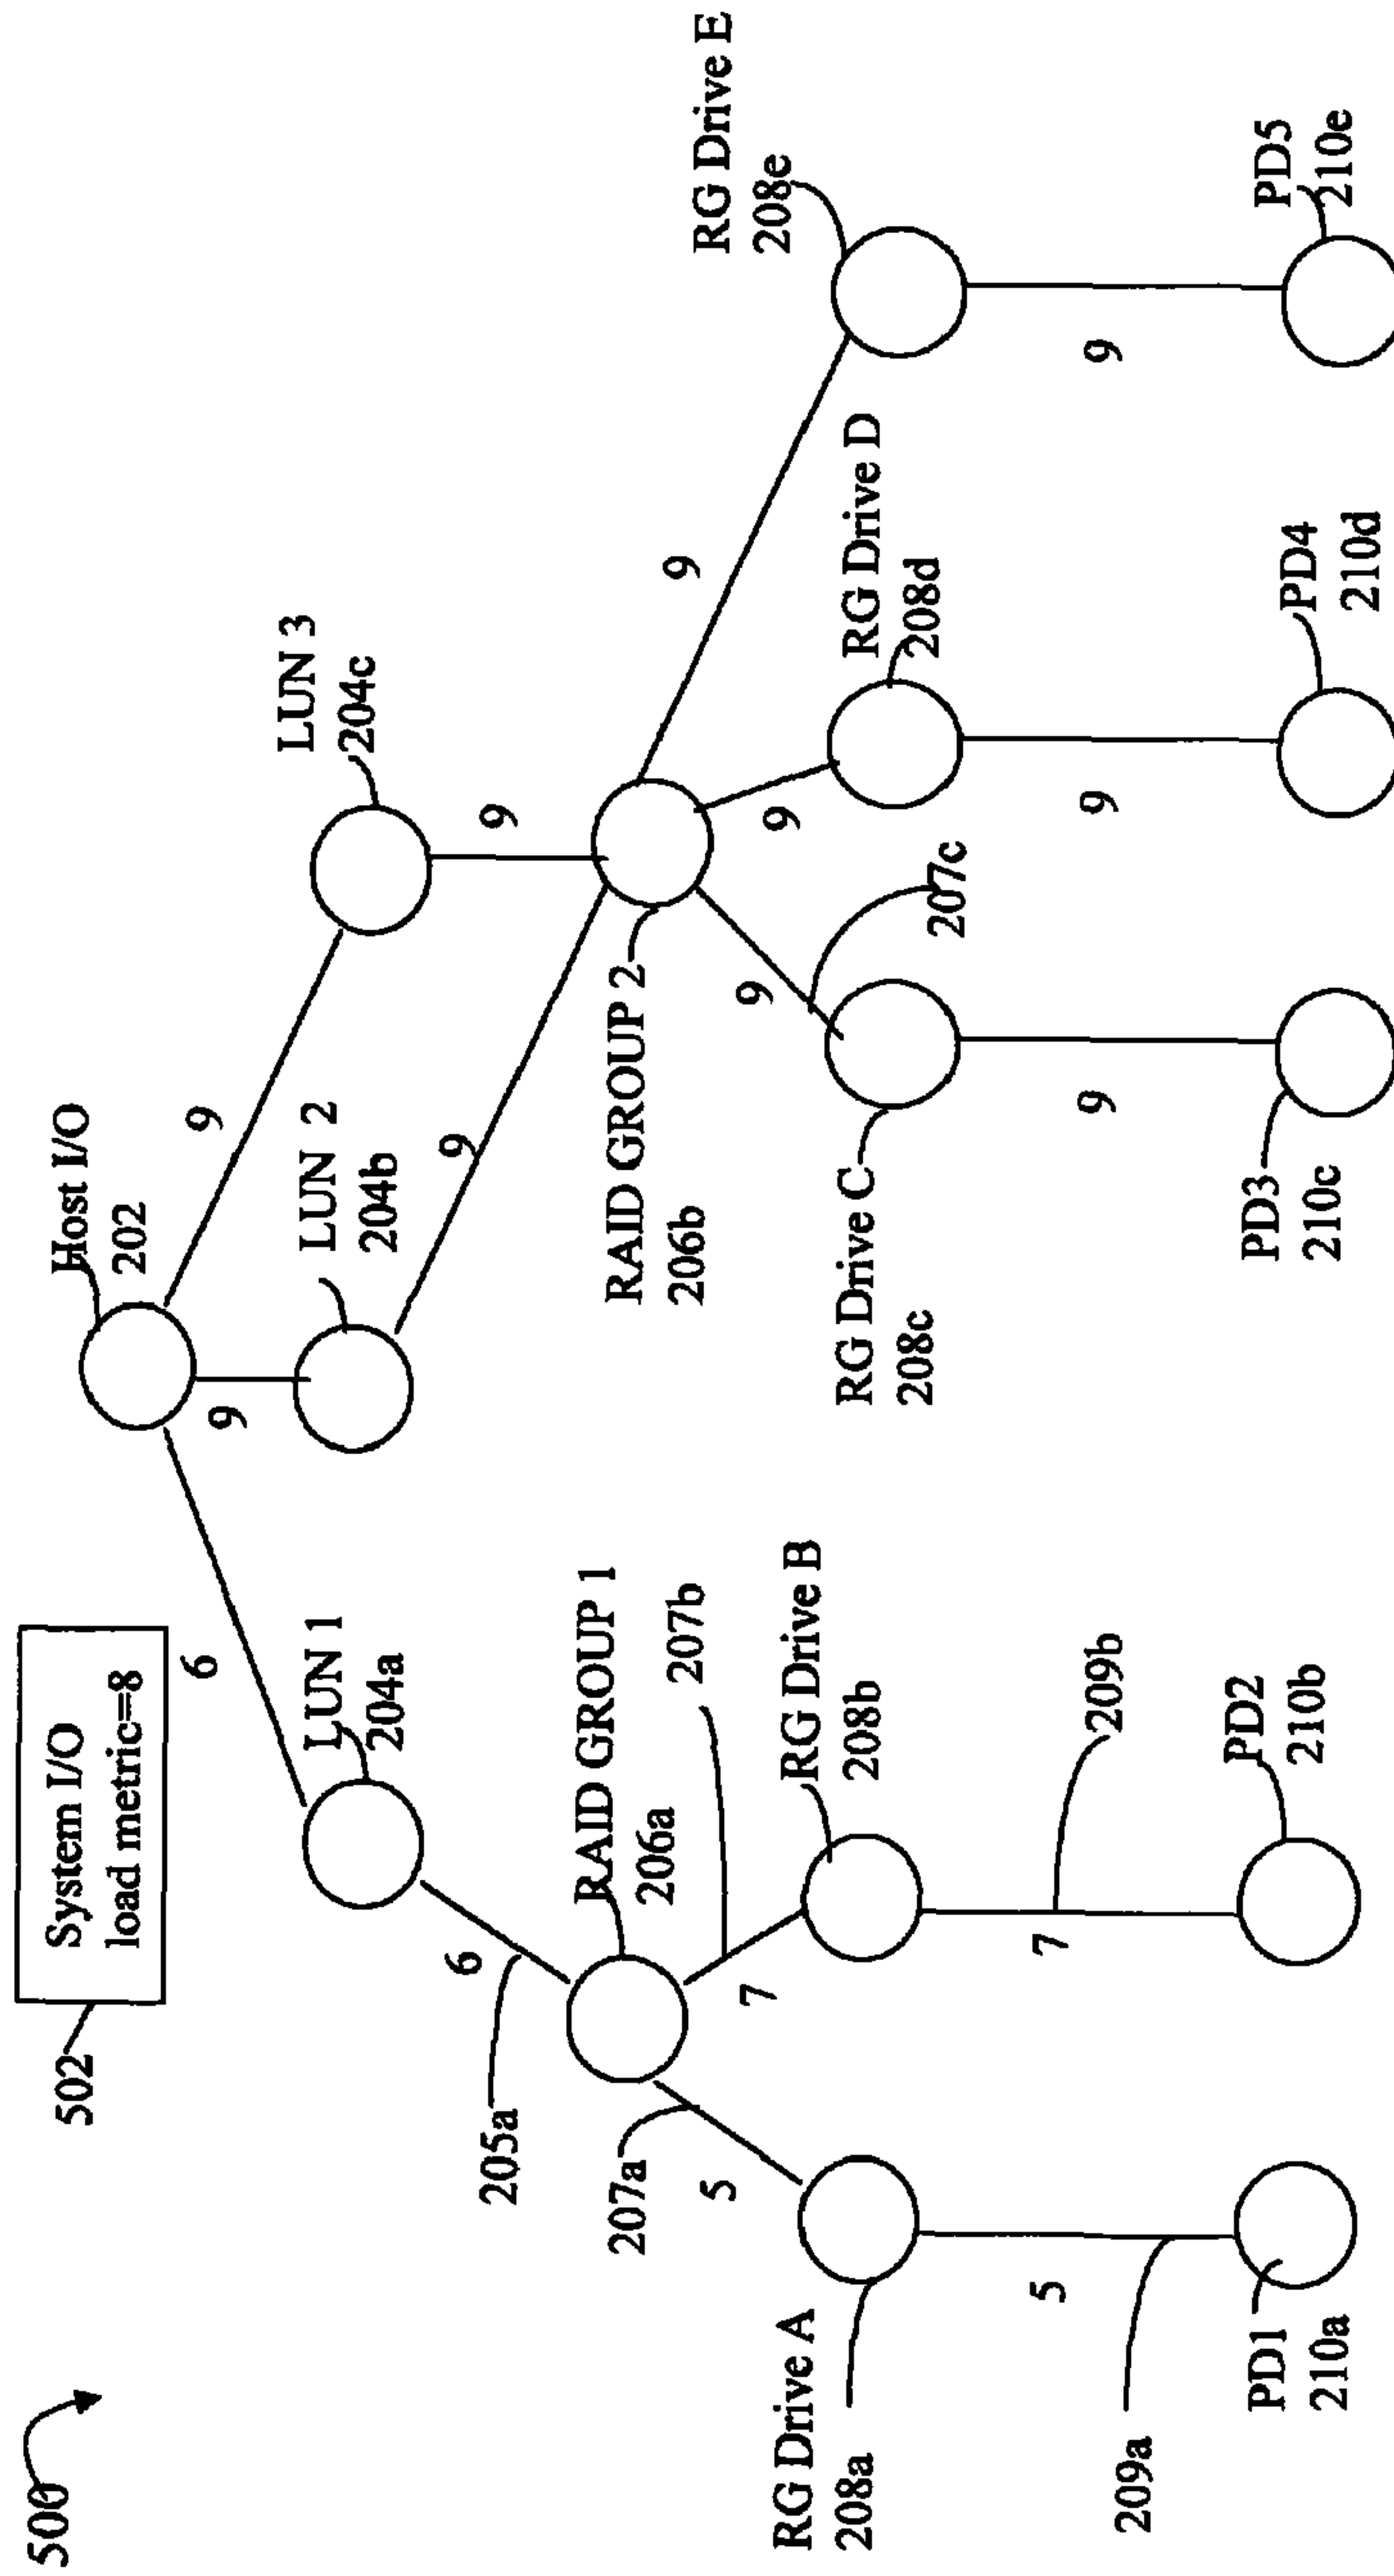 500
502
System I/O
load metric=8
Host I/O
202
6
9
9
LUN 1
204a
LUN 2
204b
LUN 3
204c
205a
6
9
9
RAID GROUP 1
206a
RAID GROUP 2
206b
207a
5
7
207b
9
207c
9
9
RG Drive A
208a
RG Drive B
208b
RG Drive C
208c
RG Drive D
208d
RG Drive E
208e
209a
5
7
209b
9
9
9
PD1
210a
PD2
210b
PD3
210c
PD4
210d
PD5
210e